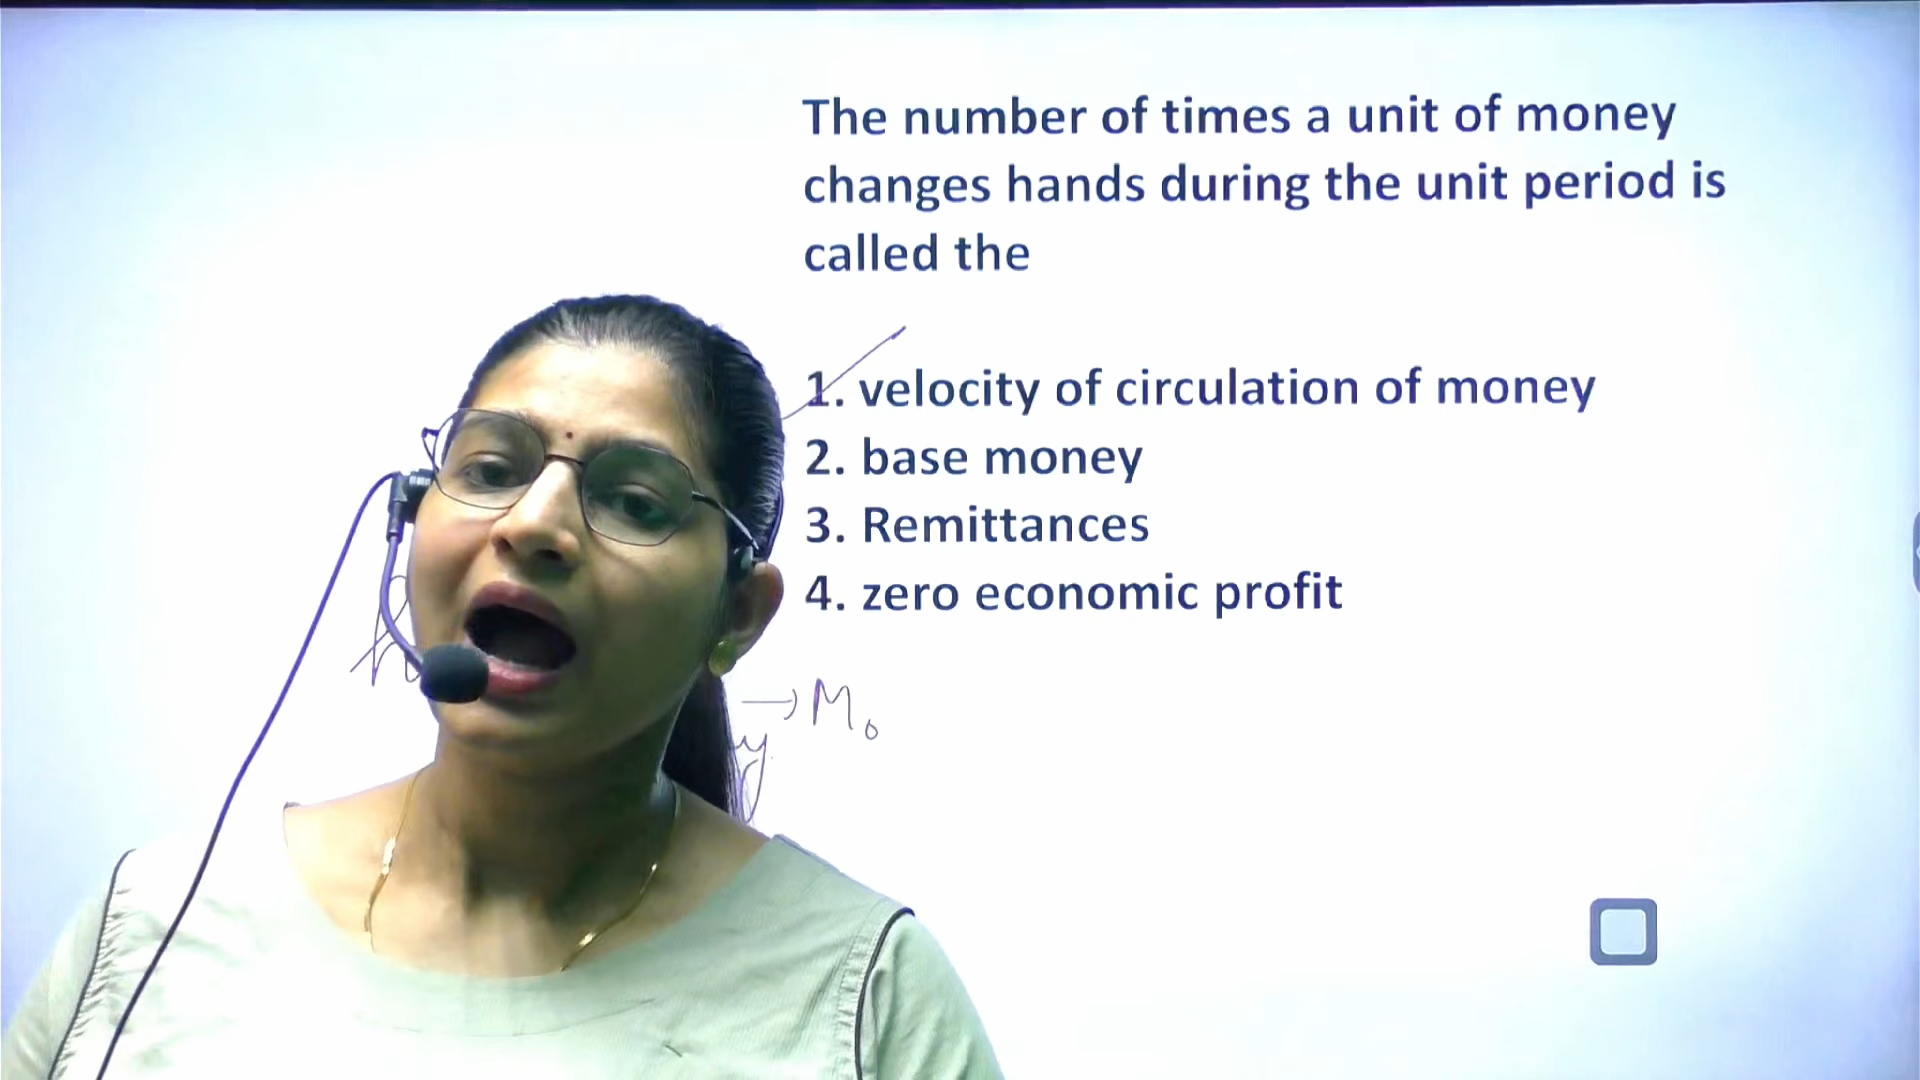 The number of times a unit of money
changes hands during the unit period is
called the
1. velocity of circulation of money
2. base money
3. Remittances
4. zero economic profit
→ M₀